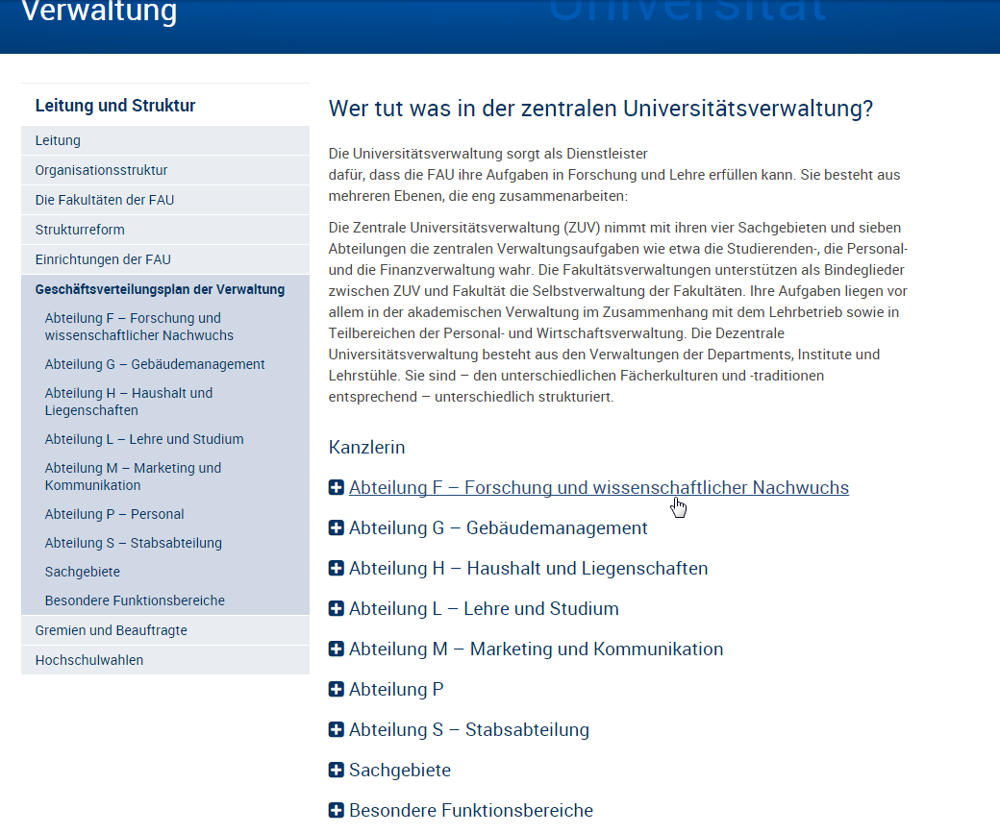 Verwaltung
Universität
Leitung und Struktur
Leitung
Organisationsstruktur
Die Fakultäten der FAU
Strukturreform
Einrichtungen der FAU
Geschäftsverteilungsplan der Verwaltung
Abteilung F – Forschung und
wissenschaftlicher Nachwuchs
Abteilung G – Gebäudemanagement
Abteilung H – Haushalt und
Liegenschaften
Abteilung L – Lehre und Studium
Abteilung M – Marketing und
Kommunikation
Abteilung P – Personal
Abteilung S – Stabsabteilung
Sachgebiete
Besondere Funktionsbereiche
Gremien und Beauftragte
Hochschulwahlen
Wer tut was in der zentralen Universitätsverwaltung?
Die Universitätsverwaltung sorgt als Dienstleister
dafür, dass die FAU ihre Aufgaben in Forschung und Lehre erfüllen kann. Sie besteht aus
mehreren Ebenen, die eng zusammenarbeiten:
Die Zentrale Universitätsverwaltung (ZUV) nimmt mit ihren vier Sachgebieten und sieben
Abteilungen die zentralen Verwaltungsaufgaben wie etwa die Studierenden-, die Personal-
und die Finanzverwaltung wahr. Die Fakultätsverwaltungen unterstützen als Bindeglieder
zwischen ZUV und Fakultät die Selbstverwaltung der Fakultäten. Ihre Aufgaben liegen vor
allem in der akademischen Verwaltung im Zusammenhang mit dem Lehrbetrieb sowie in
Teilbereichen der Personal- und Wirtschaftsverwaltung. Die Dezentrale
Universitätsverwaltung besteht aus den Verwaltungen der Departments, Institute und
Lehrstühle. Sie sind – den unterschiedlichen Fächerkulturen und -traditionen
entsprechend – unterschiedlich strukturiert.
Kanzlerin
Abteilung F – Forschung und wissenschaftlicher Nachwuchs
Abteilung G – Gebäudemanagement
Abteilung H – Haushalt und Liegenschaften
Abteilung L – Lehre und Studium
Abteilung M – Marketing und Kommunikation
Abteilung P
Abteilung S – Stabsabteilung
Sachgebiete
Besondere Funktionsbereiche